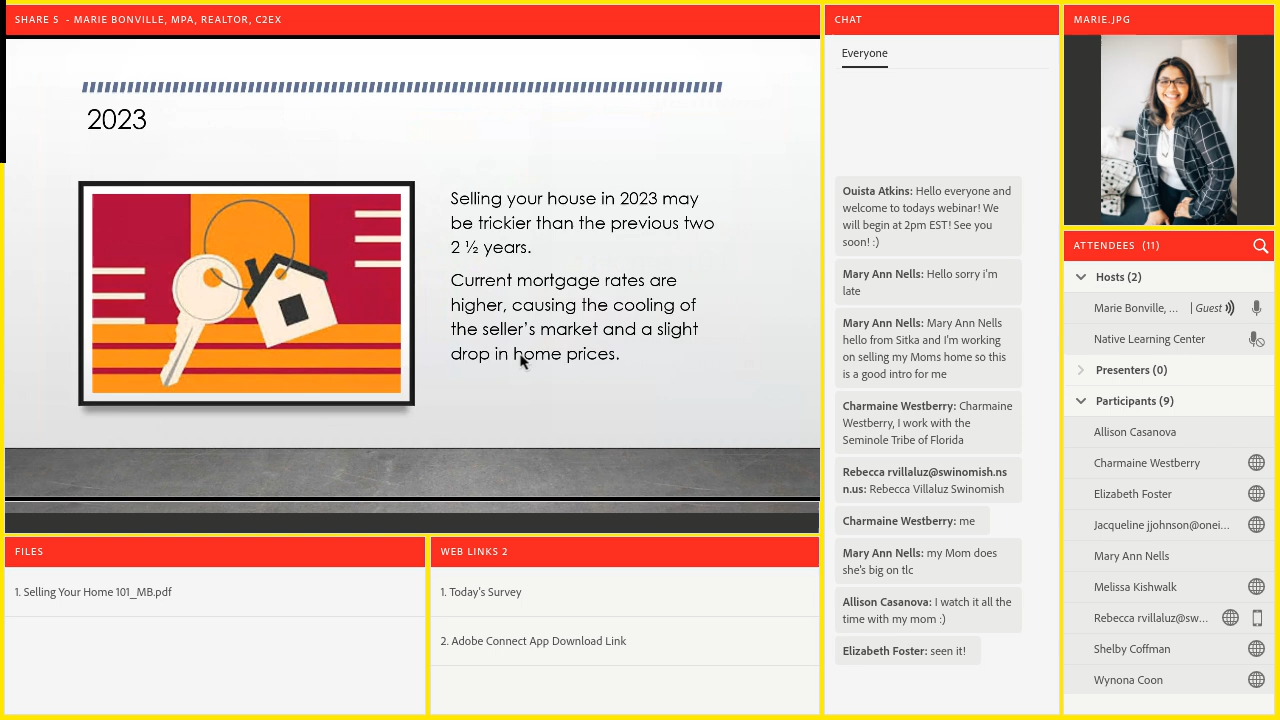 SHARE 5 - MARIE BONVILLE, MPA, REALTOR, C2EX
2023
Selling your house in 2023 may
be trickier than the previous two
2 ½ years.
Current mortgage rates are
higher, causing the cooling of
the seller's market and a slight
drop in home prices.
FILES
1. Selling Your Home 101_MB.pdf
WEB LINKS 2
1. Today's Survey
2. Adobe Connect App Download Link
CHAT
Everyone
Ouista Atkins: Hello everyone and
welcome to todays webinar! We
will begin at 2pm EST! See you
soon! :)
Mary Ann Nells: Hello sorry i'm
late
Mary Ann Nells: Mary Ann Nells
hello from Sitka and I'm working
on selling my Moms home so this
is a good intro for me
Charmaine Westberry: Charmaine
Westberry, I work with the
Seminole Tribe of Florida
Rebecca rvillaluz@swinomish.ns
n.us: Rebecca Villaluz Swinomish
Charmaine Westberry: me
Mary Ann Nells: my Mom does
she's big on tlc
Allison Casanova: I watch it all the
time with my mom :)
Elizabeth Foster: seen it!
MARIE.JPG
ATTENDEES (11)
Hosts (2)
Marie Bonville, ... | Guest
Native Learning Center
Presenters (0)
Participants (9)
Allison Casanova
Charmaine Westberry
Elizabeth Foster
Jacqueline jjohnson@onei...
Mary Ann Nells
Melissa Kishwalk
Rebecca rvillaluz@sw...
Shelby Coffman
Wynona Coon